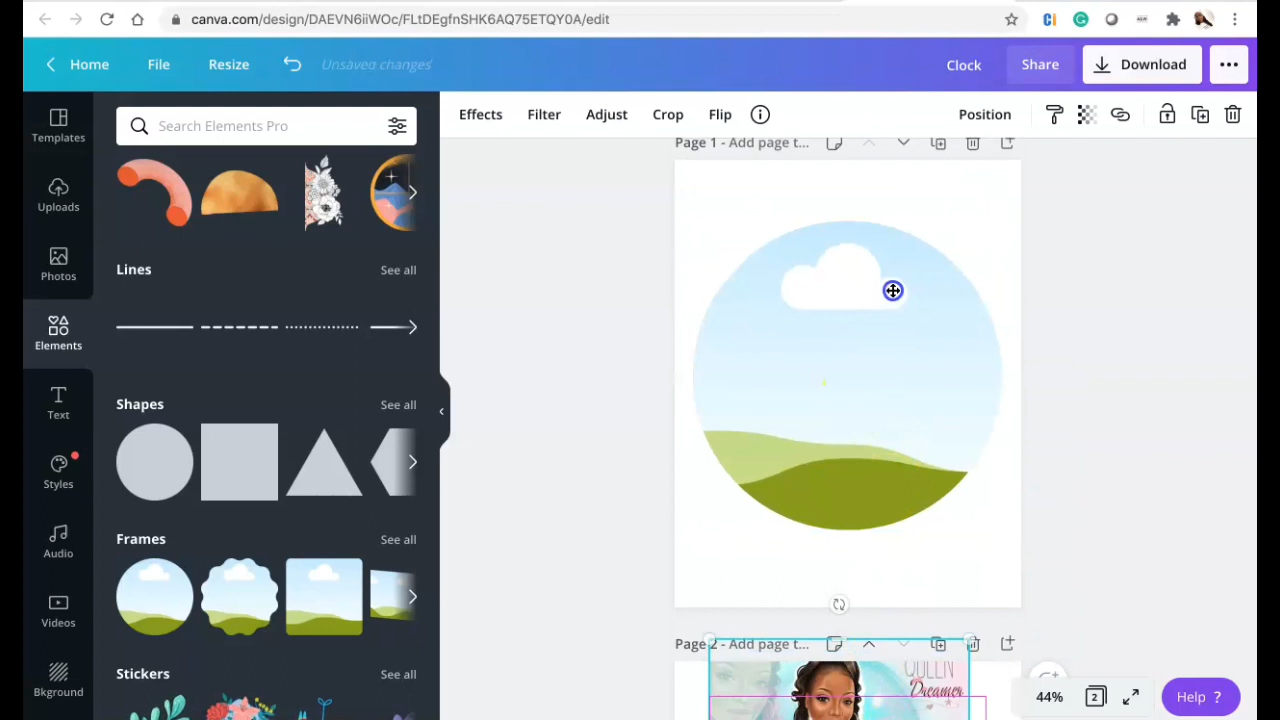 canva.com/design/DAEVN6iiWOc/FLtDEgfnSHK6AQ75ETQY0A/edit
Home
File
Resize
Unsaved changes
Clock
Share
Download
Templates
Uploads
Photos
Elements
Text
Styles
Audio
Videos
Bkground
Search Elements Pro
Lines
See all
Shapes
See all
Frames
See all
Stickers
See all
Effects
Filter
Adjust
Crop
Flip
Position
Page 1 - Add page t...
Page 2 - Add page t...
QUEEN
Dreamer
44%
2
Help ?